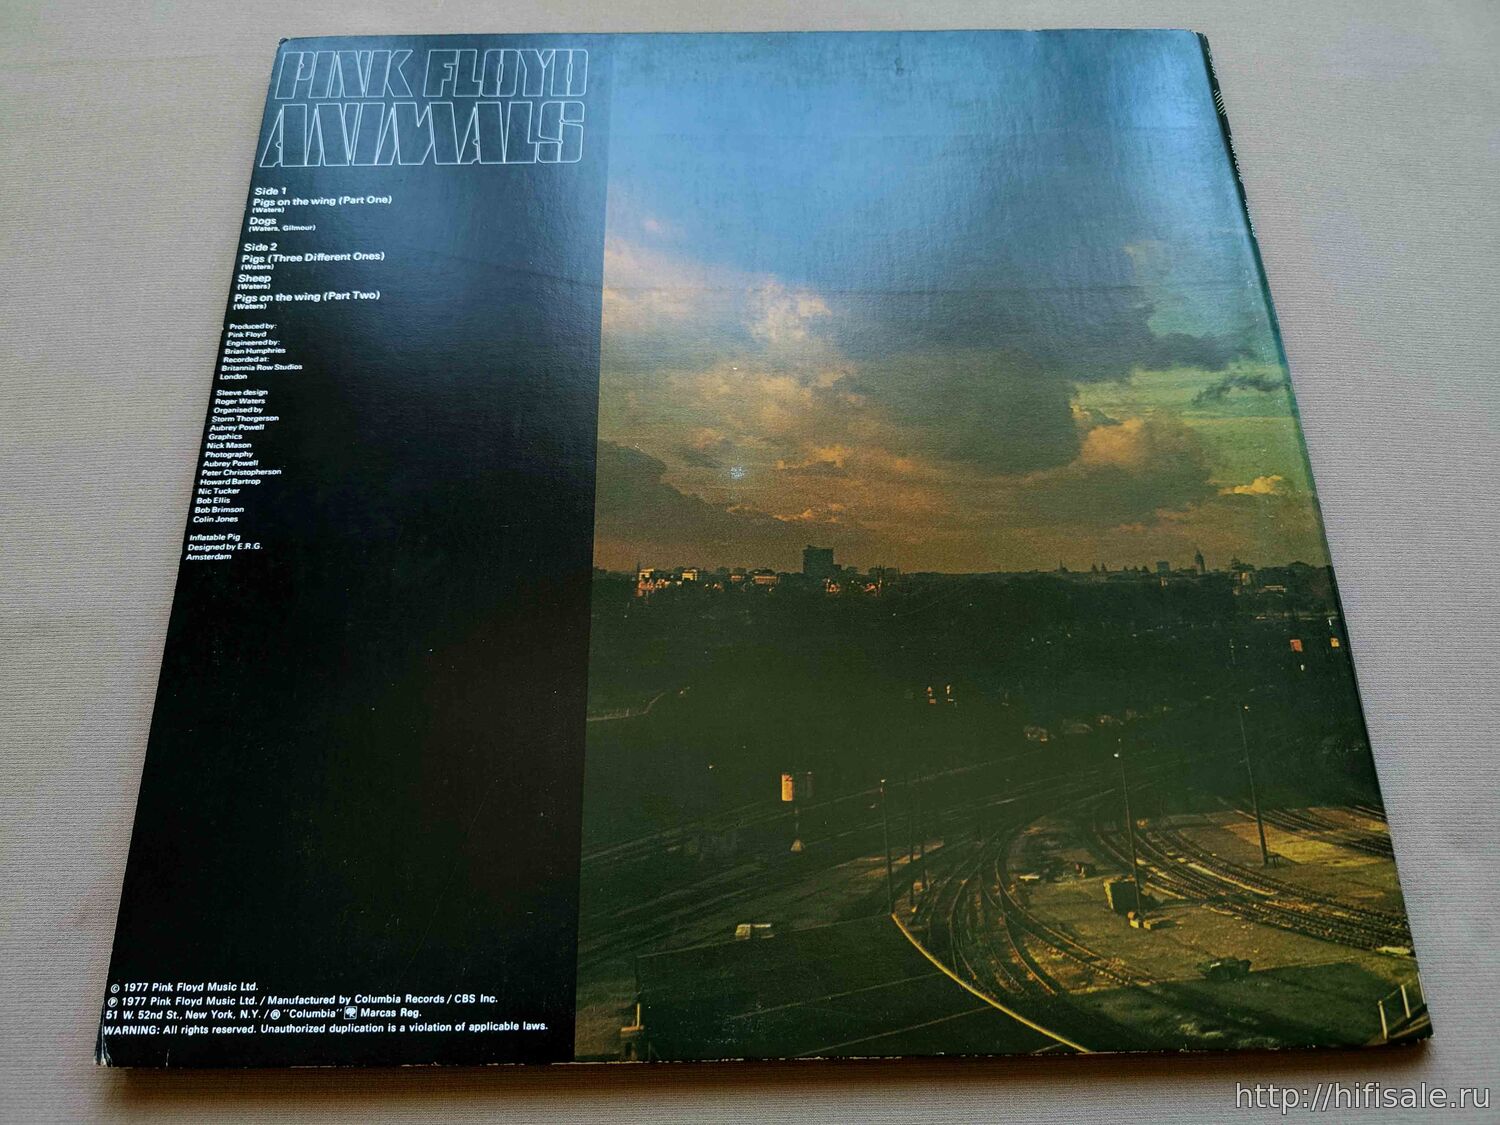 PINK FLOYD
ANIMALS
Side 1
Pigs on the wing (Part One)
(Waters)
Dogs
(Waters, Gilmour)
Side 2
Pigs (Three Different Ones)
(Waters)
Sheep
(Waters)
Pigs on the wing (Part Two)
(Waters)
Produced by:
Pink Floyd
Engineered by:
Brian Humphries
Recorded at:
Britannia Row Studios
London
Sleeve design
Roger Waters
Organised by
Storm Thorgerson
Aubrey Powell
Graphics
Nick Mason
Photography
Aubrey Powell
Peter Christopherson
Howard Bartrop
Nic Tucker
Bob Ellis
Bob Brimson
Colin Jones
Inflatable Pig
Designed by E.R.G.
Amsterdam
© 1977 Pink Floyd Music Ltd.
℗ 1977 Pink Floyd Music Ltd. / Manufactured by Columbia Records / CBS Inc.
51 W. 52nd St., New York, N.Y. / ® "Columbia" Marcas Reg.
WARNING: All rights reserved. Unauthorized duplication is a violation of applicable laws.
http://hifisale.ru